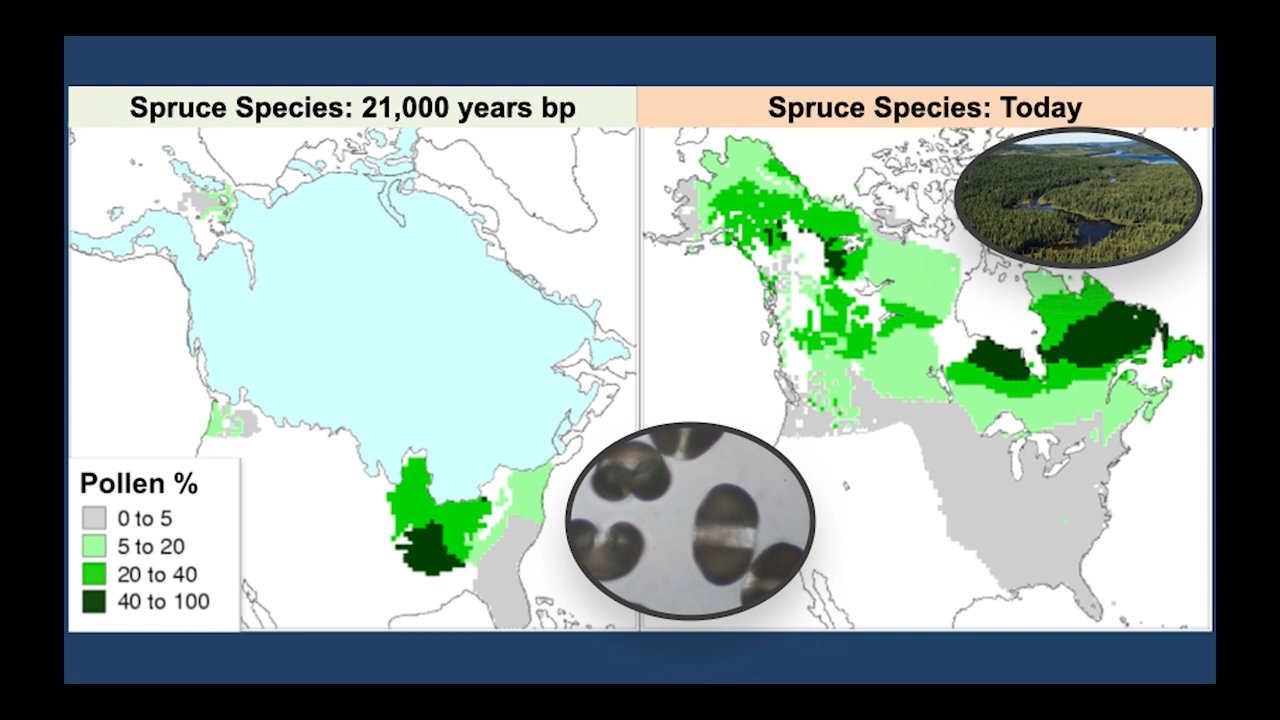 Spruce Species: 21,000 years bp
Spruce Species: Today
Pollen %
0 to 5
5 to 20
20 to 40
40 to 100